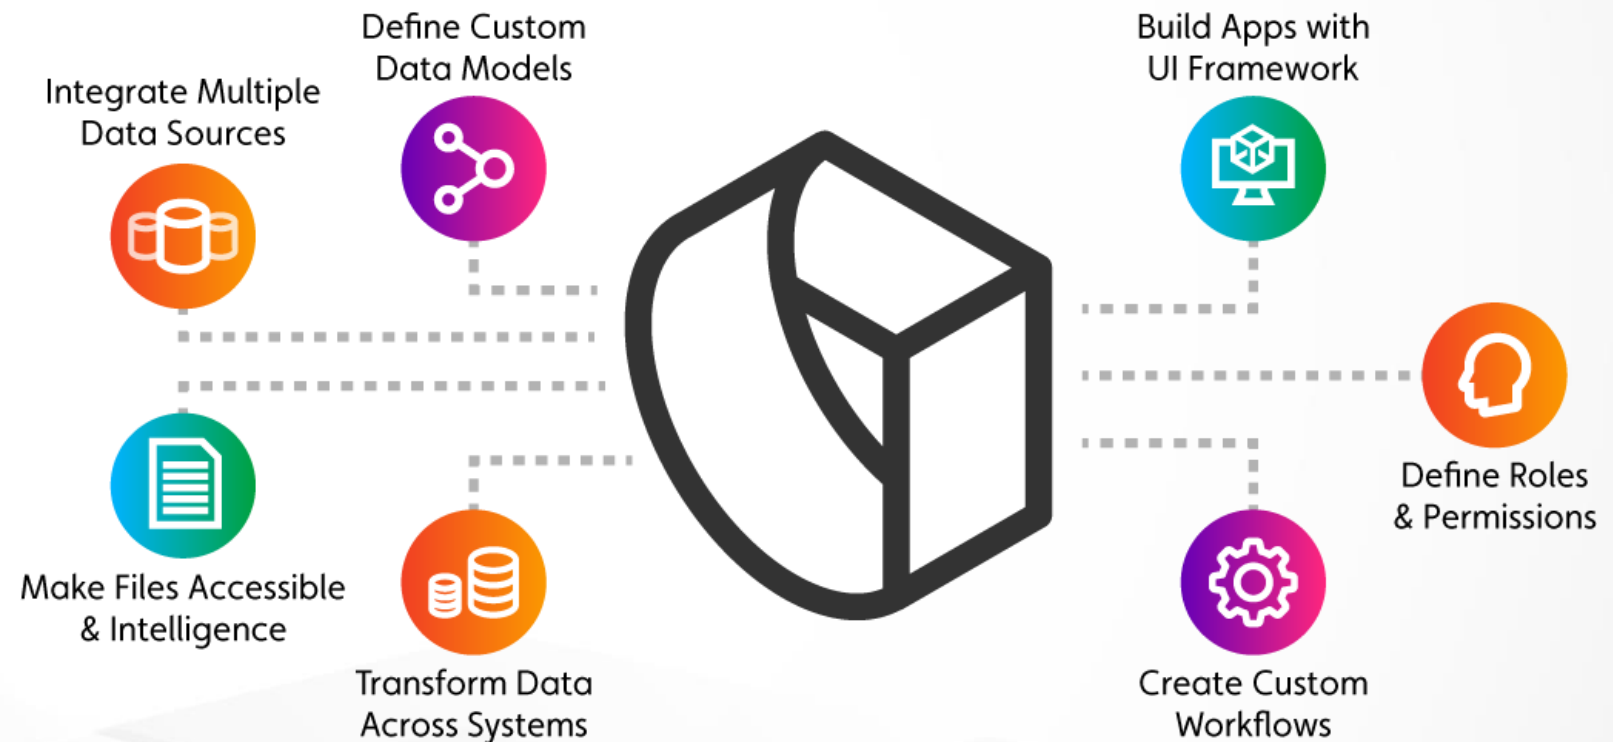 Define Custom
Data Models
Build Apps with
UI Framework
Integrate Multiple
Data Sources
Define Roles
& Permissions
Make Files Accessible
& Intelligence
Transform Data
Across Systems
Create Custom
Workflows